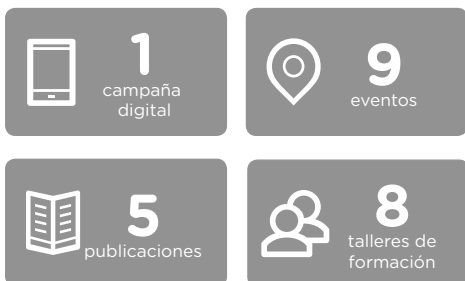 1
campaña
digital
9
eventos
5
publicaciones
8
talleres de
formación